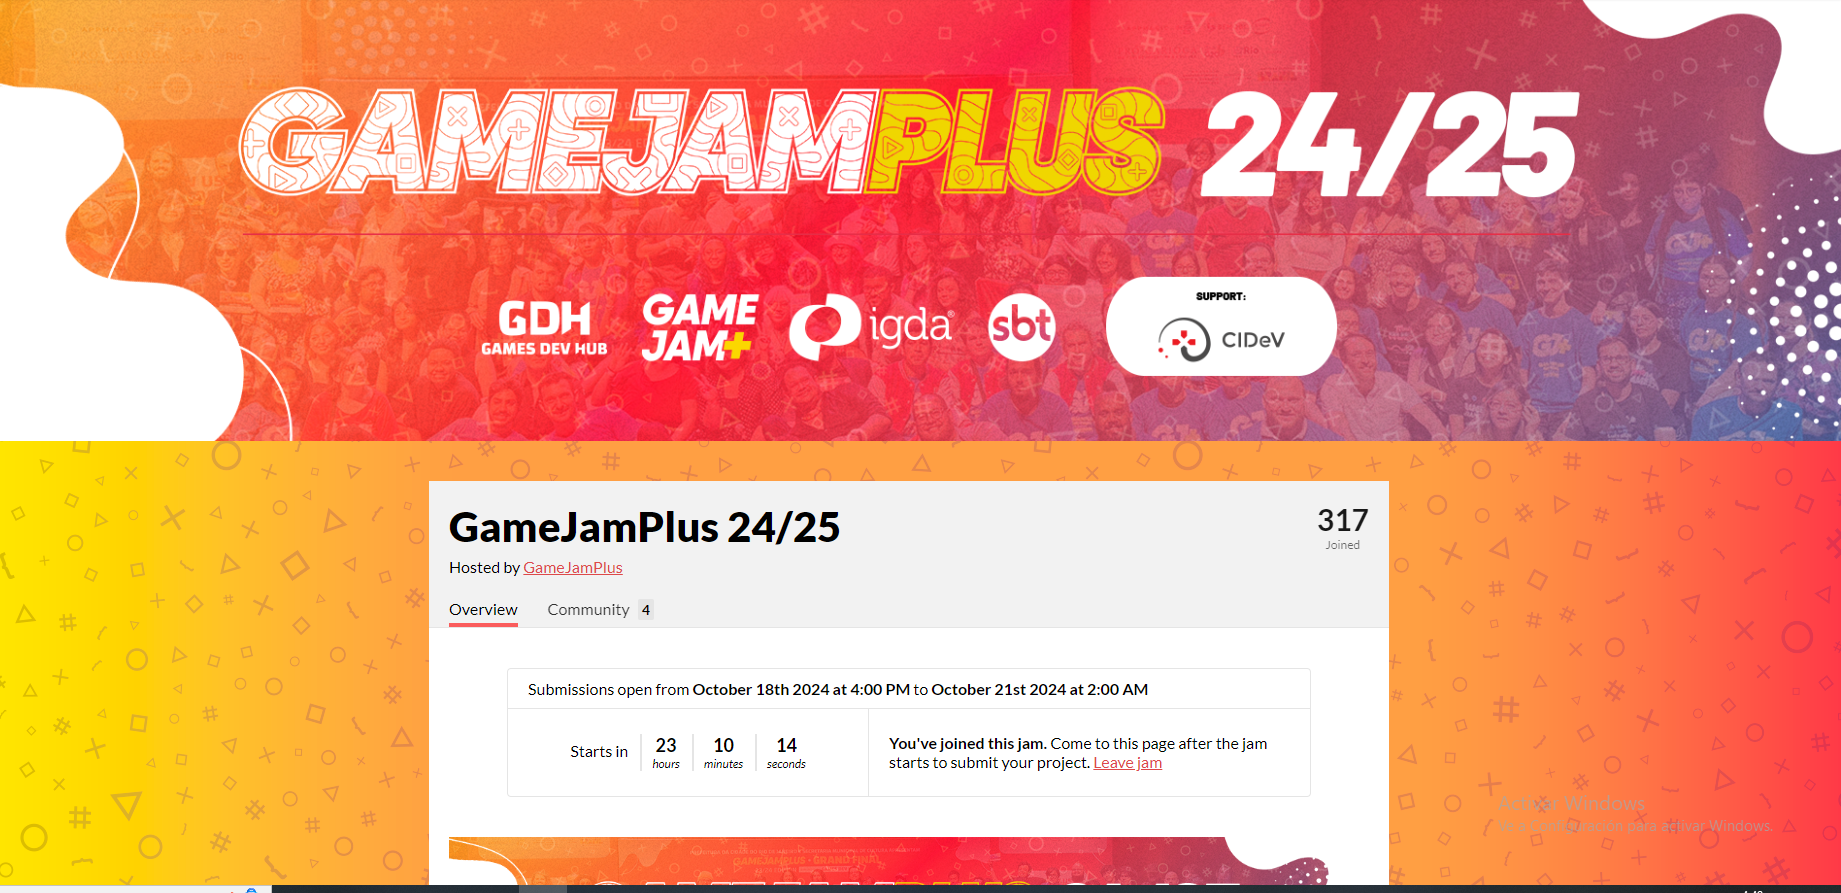 GAMEJAMPLUS 24/25
GDH
GAMES DEV HUB
GAME
JAM+
igda®
sbt
SUPPORT:
CIDeV
GameJamPlus 24/25
317
Joined
Hosted by GameJamPlus
Overview
Community 4
Submissions open from October 18th 2024 at 4:00 PM to October 21st 2024 at 2:00 AM
Starts in 23 hours 10 minutes 14 seconds
You've joined this jam. Come to this page after the jam
starts to submit your project. Leave jam
Activar Windows
Ve a Configuración para activar Windows.
GAMEJAMPLUS - GRAND FINAL